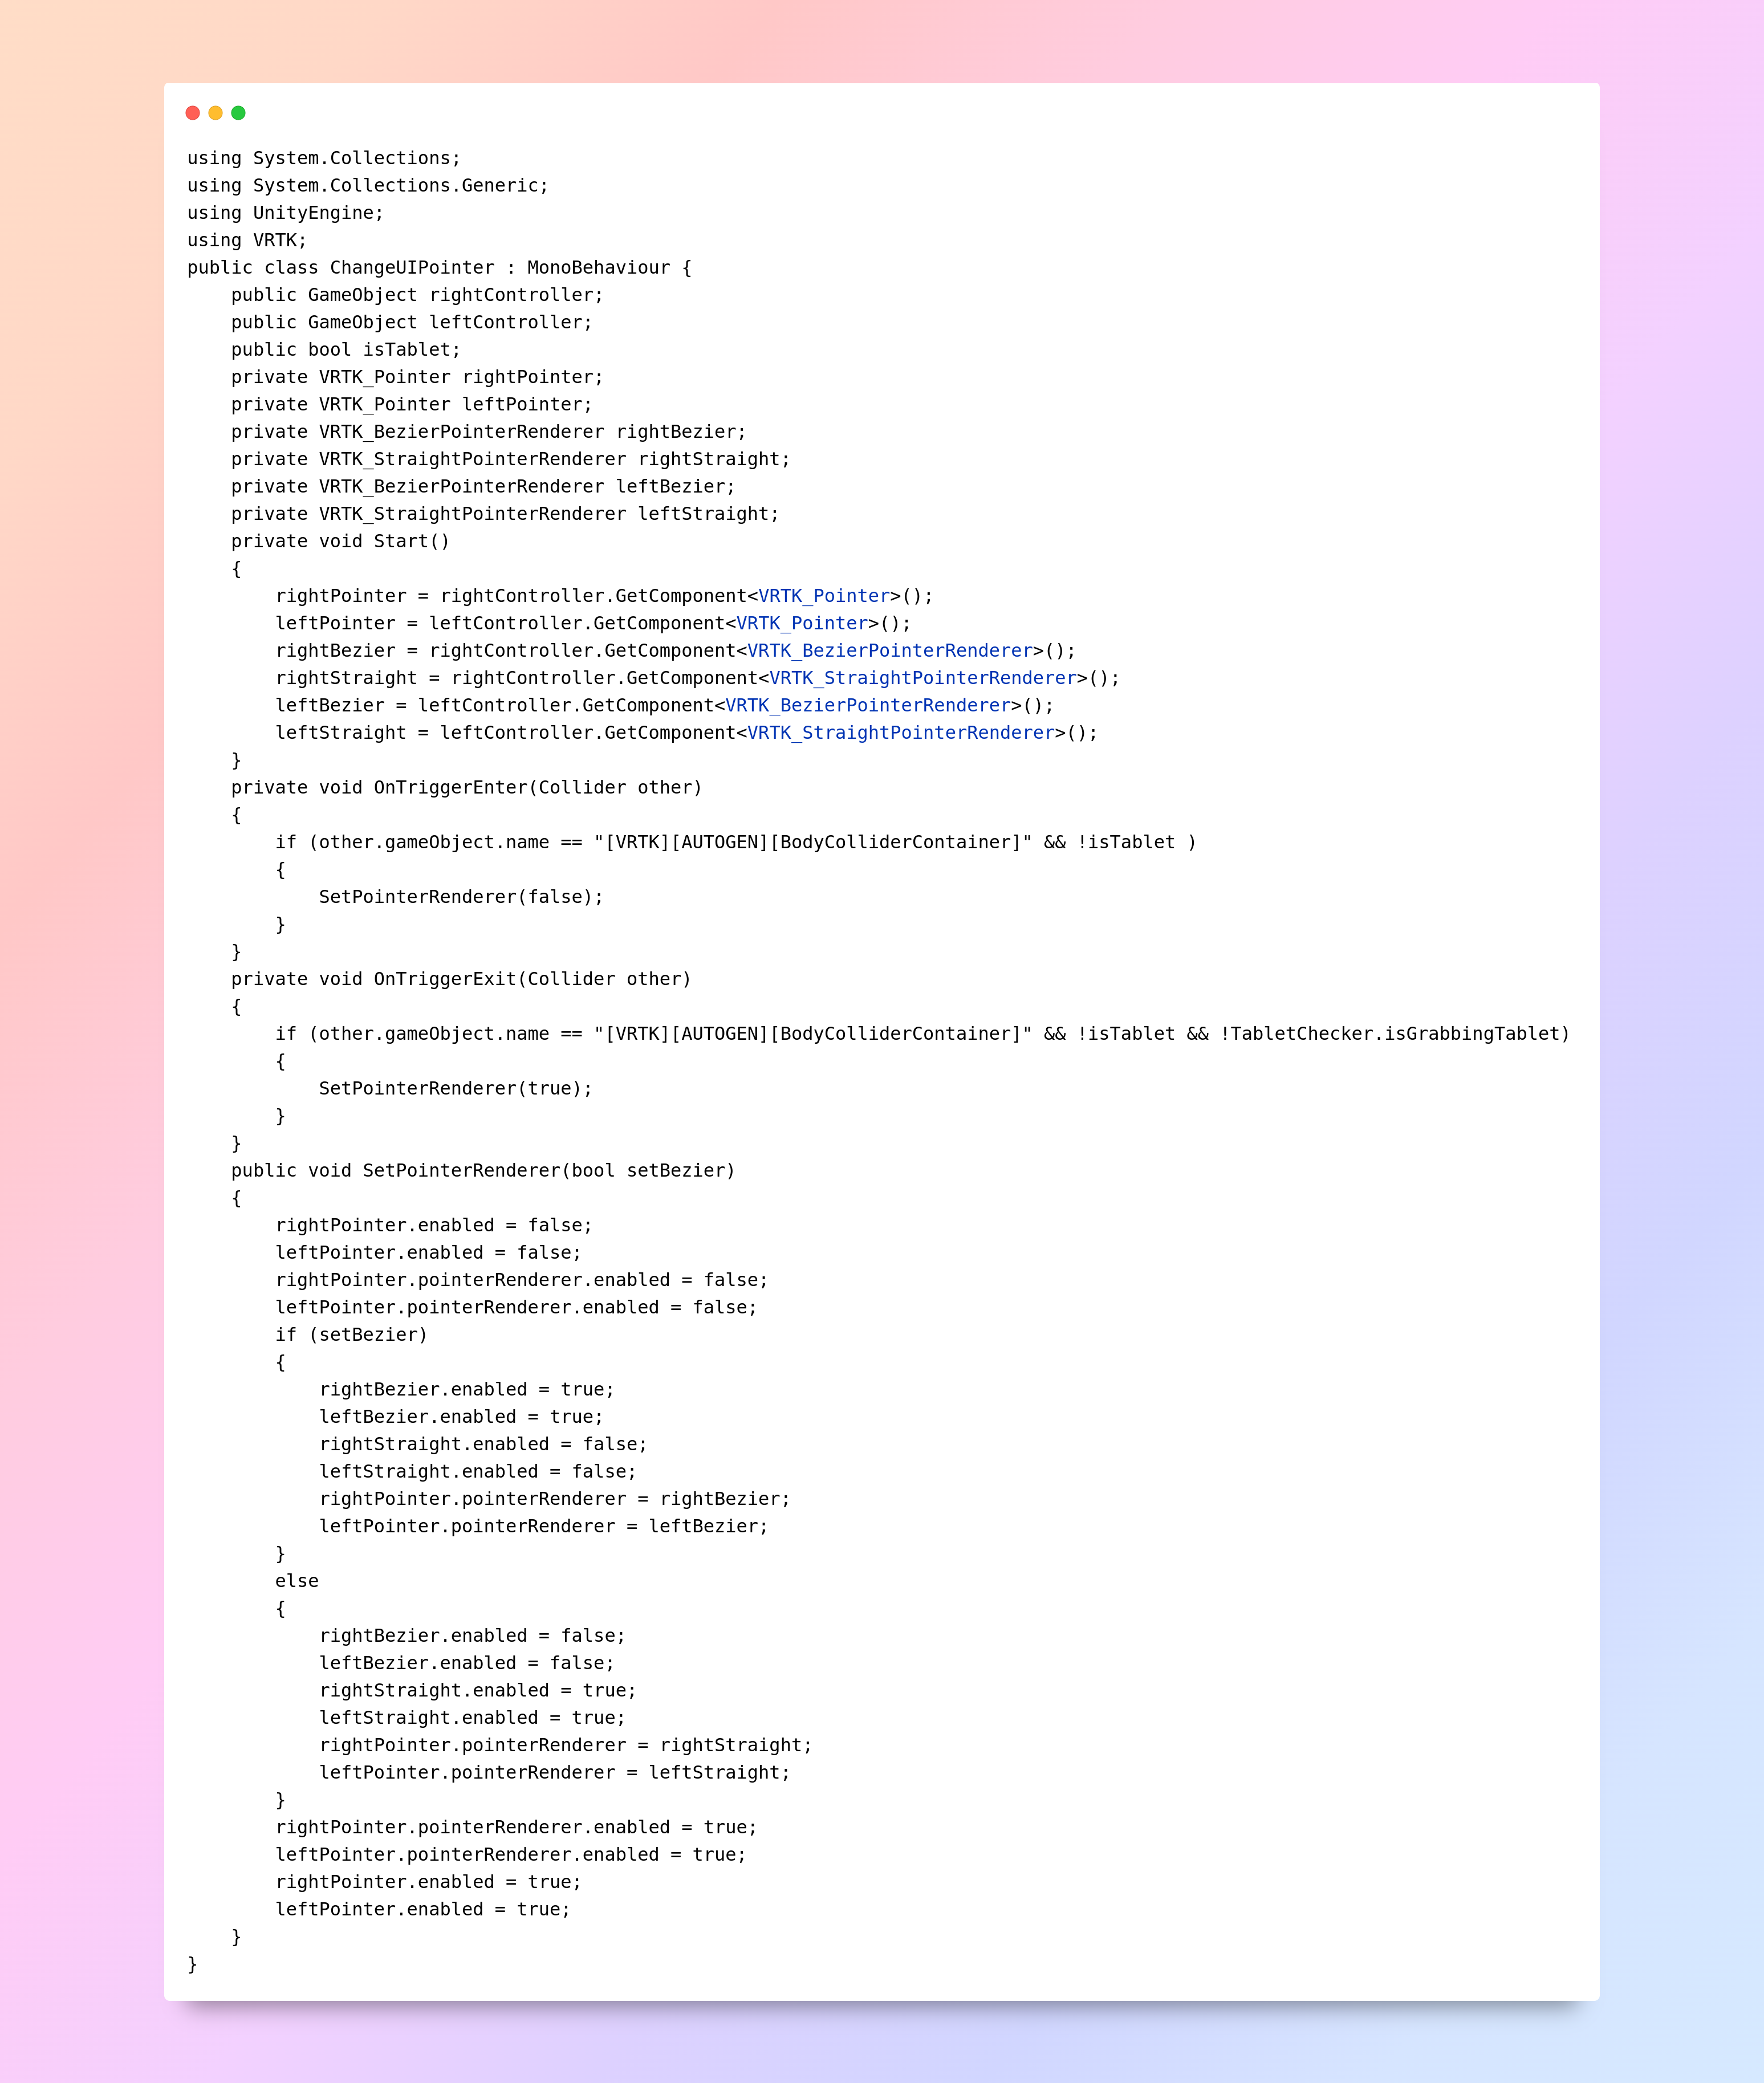 using System.Collections;
using System.Collections.Generic;
using UnityEngine;
using VRTK;
public class ChangeUIPointer : MonoBehaviour {
    public GameObject rightController;
    public GameObject leftController;
    public bool isTablet;
    private VRTK_Pointer rightPointer;
    private VRTK_Pointer leftPointer;
    private VRTK_BezierPointerRenderer rightBezier;
    private VRTK_StraightPointerRenderer rightStraight;
    private VRTK_BezierPointerRenderer leftBezier;
    private VRTK_StraightPointerRenderer leftStraight;
    private void Start()
    {
        rightPointer = rightController.GetComponent<VRTK_Pointer>();
        leftPointer = leftController.GetComponent<VRTK_Pointer>();
        rightBezier = rightController.GetComponent<VRTK_BezierPointerRenderer>();
        rightStraight = rightController.GetComponent<VRTK_StraightPointerRenderer>();
        leftBezier = leftController.GetComponent<VRTK_BezierPointerRenderer>();
        leftStraight = leftController.GetComponent<VRTK_StraightPointerRenderer>();
    }
    private void OnTriggerEnter(Collider other)
    {
        if (other.gameObject.name == "[VRTK][AUTOGEN][BodyColliderContainer]" && !isTablet )
        {
            SetPointerRenderer(false);
        }
    }
    private void OnTriggerExit(Collider other)
    {
        if (other.gameObject.name == "[VRTK][AUTOGEN][BodyColliderContainer]" && !isTablet && !TabletChecker.isGrabbingTablet)
        {
            SetPointerRenderer(true);
        }
    }
    public void SetPointerRenderer(bool setBezier)
    {
        rightPointer.enabled = false;
        leftPointer.enabled = false;
        rightPointer.pointerRenderer.enabled = false;
        leftPointer.pointerRenderer.enabled = false;
        if (setBezier)
        {
            rightBezier.enabled = true;
            leftBezier.enabled = true;
            rightStraight.enabled = false;
            leftStraight.enabled = false;
            rightPointer.pointerRenderer = rightBezier;
            leftPointer.pointerRenderer = leftBezier;
        }
        else
        {
            rightBezier.enabled = false;
            leftBezier.enabled = false;
            rightStraight.enabled = true;
            leftStraight.enabled = true;
            rightPointer.pointerRenderer = rightStraight;
            leftPointer.pointerRenderer = leftStraight;
        }
        rightPointer.pointerRenderer.enabled = true;
        leftPointer.pointerRenderer.enabled = true;
        rightPointer.enabled = true;
        leftPointer.enabled = true;
    }
}